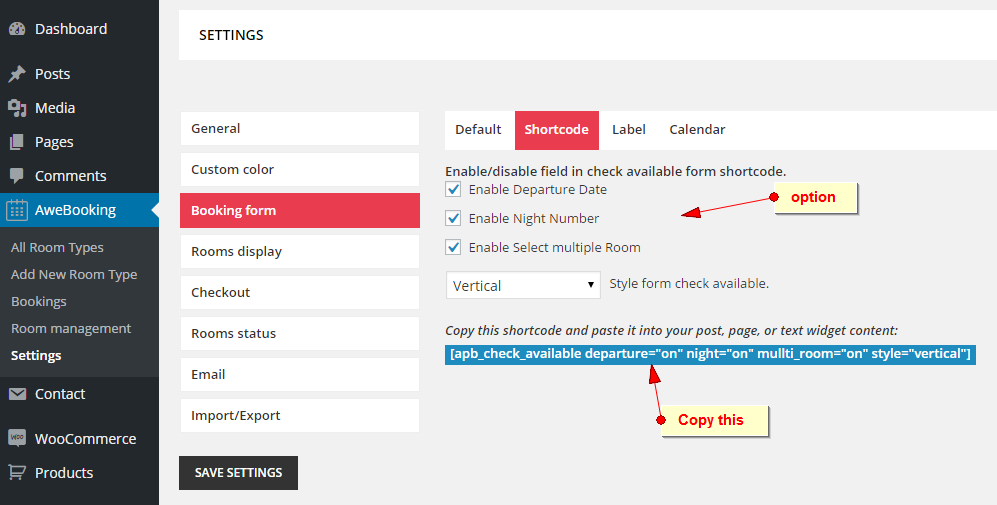 Dashboard
Posts
Media
Pages
Comments
AweBooking
All Room Types
Add New Room Type
Bookings
Room management
Settings
Contact
WOO
WooCommerce
Products
SETTINGS
General
Custom color
Booking form
Rooms display
Checkout
Rooms status
Email
Import/Export
SAVE SETTINGS
Default Shortcode Label Calendar
Enable/disable field in check available form shortcode.
Enable Departure Date
option
Enable Night Number
Enable Select multiple Room
Vertical Style form check available.
Copy this shortcode and paste it into your post, page, or text widget content:
[apb_check_available departure="on" night="on" mullti_room="on" style="vertical"]
Copy this